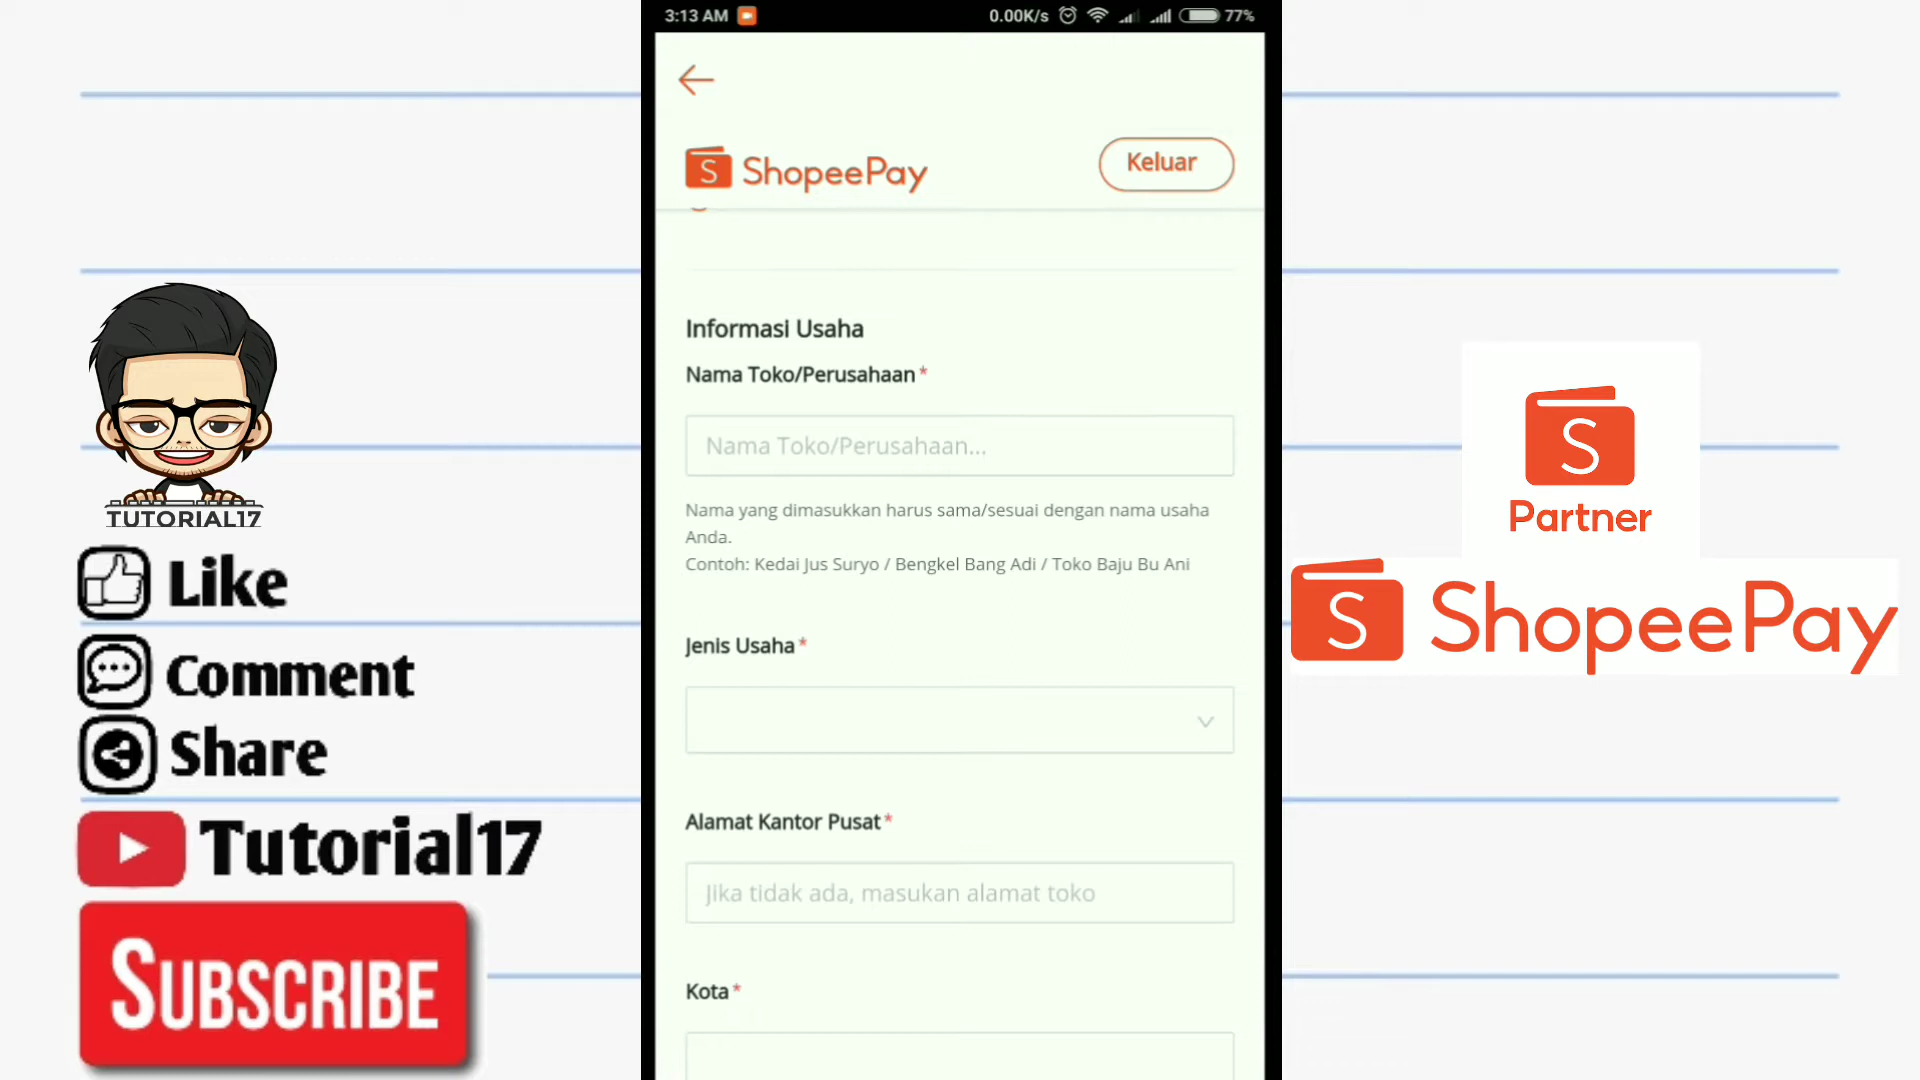 3:13 AM
0.00K/s
77%
S ShopeePay
Keluar
Informasi Usaha
Nama Toko/Perusahaan*
Nama Toko/Perusahaan...
Nama yang dimasukkan harus sama/sesuai dengan nama usaha
Anda.
Contoh: Kedai Jus Suryo / Bengkel Bang Adi / Toko Baju Bu Ani
Jenis Usaha*
Alamat Kantor Pusat*
Jika tidak ada, masukan alamat toko
Kota*
TUTORIAL17
Like
Comment
Share
Tutorial17
SUBSCRIBE
S
Partner
S ShopeePay